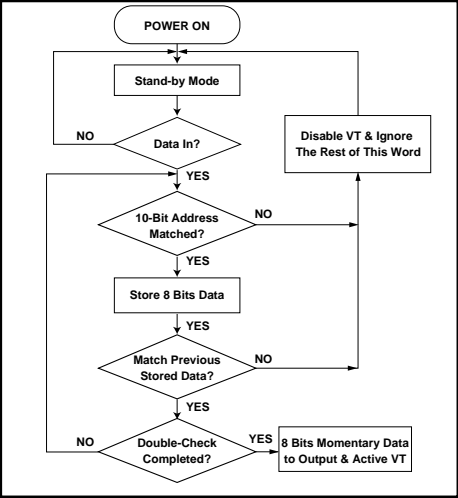 POWER ON
Stand-by Mode
NO
Data In?
Disable VT & Ignore
The Rest of This Word
YES
10-Bit Address
Matched?
NO
YES
Store 8 Bits Data
YES
Match Previous
Stored Data?
NO
YES
NO
Double-Check
Completed?
YES
8 Bits Momentary Data
to Output & Active VT